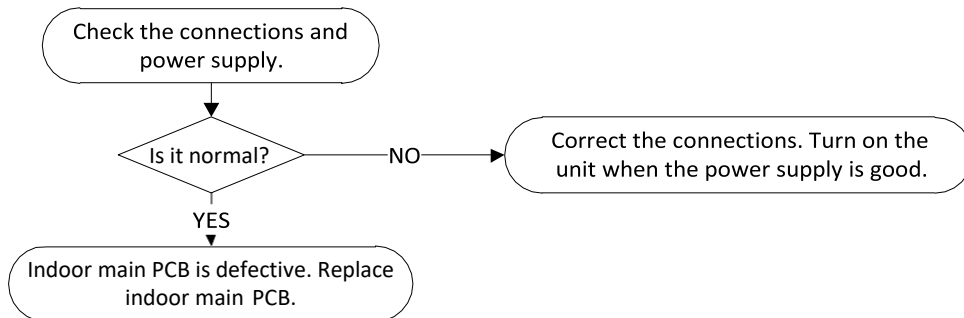 Check the connections and
power supply.
Is it normal?
NO
Correct the connections. Turn on the
unit when the power supply is good.
YES
Indoor main PCB is defective. Replace
indoor main PCB.